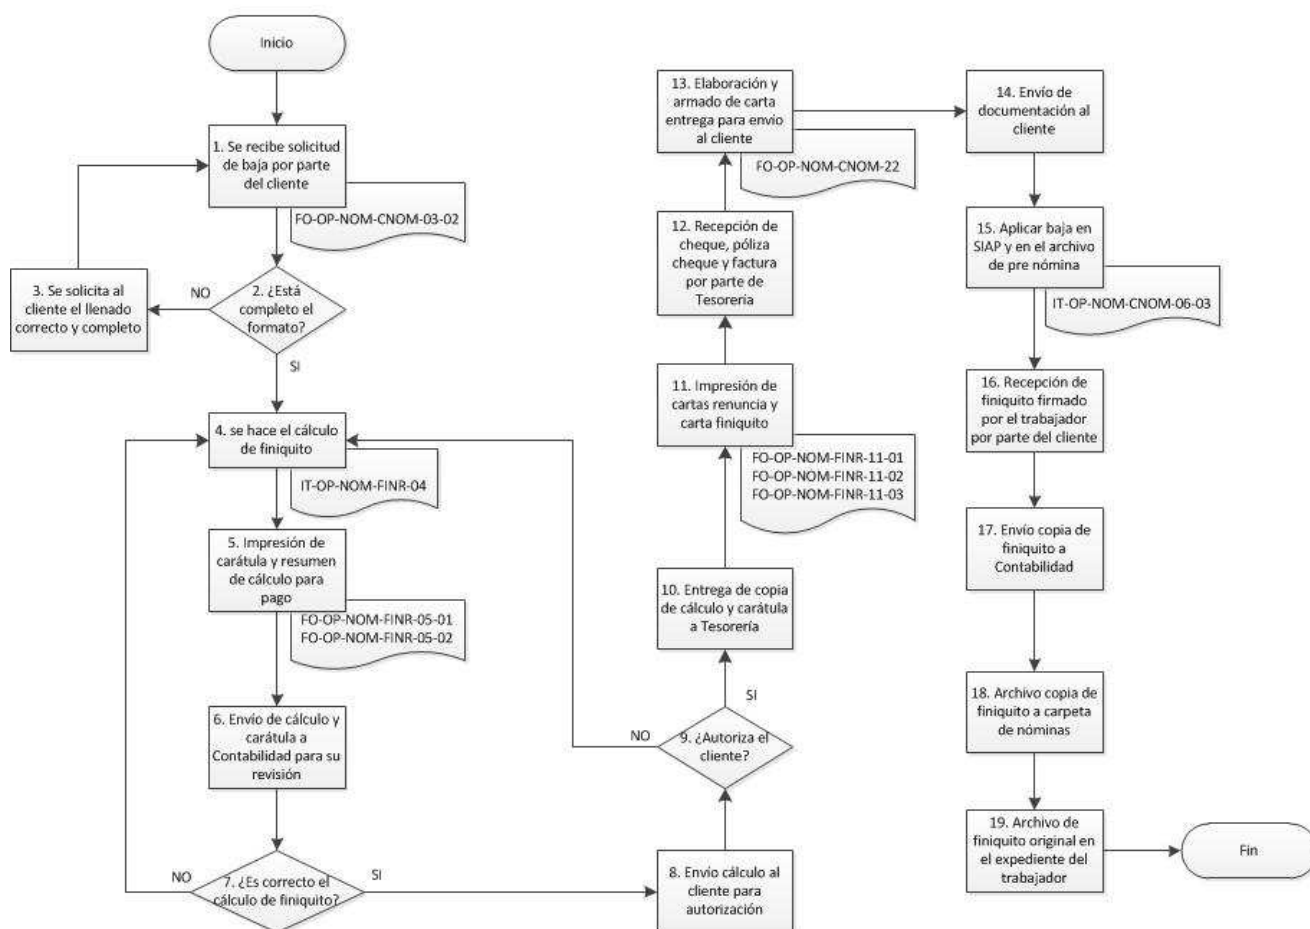 Inicio
1. Se recibe solicitud
de baja por parte
del cliente
FO-OP-NOM-CNOM-03-02
2. ¿Está
completo el
formato?
NO
3. Se solicita al
cliente el llenado
correcto y completo
SI
4. se hace el cálculo
de finiquito
IT-OP-NOM-FINR-04
5. Impresión de
carátula y resumen
de cálculo para
pago
FO-OP-NOM-FINR-05-01
FO-OP-NOM-FINR-05-02
6. Envío de cálculo y
carátula a
Contabilidad para su
revisión
7. ¿Es correcto el
cálculo de finiquito?
NO
SI
8. Envío cálculo al
cliente para
autorización
9. ¿Autoriza el
cliente?
NO
SI
10. Entrega de copia
de cálculo y carátula
a Tesorería
11. Impresión de
cartas renuncia y
carta finiquito
FO-OP-NOM-FINR-11-01
FO-OP-NOM-FINR-11-02
FO-OP-NOM-FINR-11-03
12. Recepción de
cheque, póliza
cheque y factura
por parte de
Tesorería
13. Elaboración y
armado de carta
entrega para envío
al cliente
FO-OP-NOM-CNOM-22
14. Envío de
documentación al
cliente
15. Aplicar baja en
SIAP y en el archivo
de pre nómina
IT-OP-NOM-CNOM-06-03
16. Recepción de
finiquito firmado
por el trabajador
por parte del cliente
17. Envío copia de
finiquito a
Contabilidad
18. Archivo copia de
finiquito a carpeta
de nóminas
19. Archivo de
finiquito original en
el expediente del
trabajador
Fin